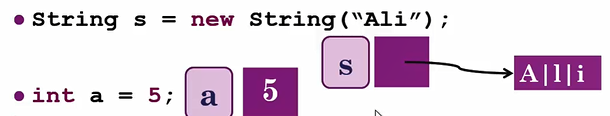 • String s = new String(“Ali”);
s
A|l|i
• int a = 5;
a
5